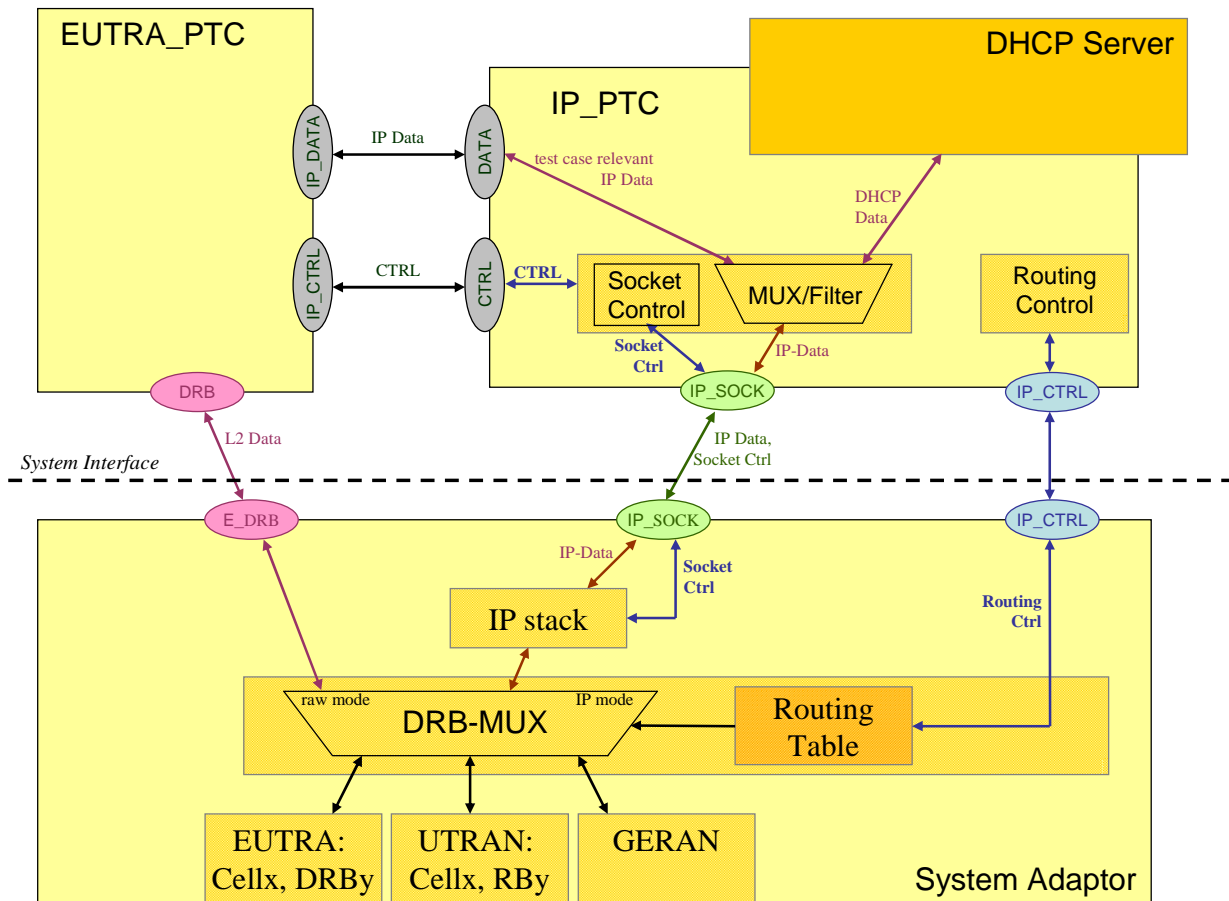 EUTRA_PTC
DHCP Server
IP_PTC
IP_DATA
IP Data
DATA
test case relevant
IP Data
DHCP
Data
IP_CTRL
CTRL
CTRL
CTRL
Socket
Control
MUX/Filter
Routing
Control
Socket
Ctrl
IP-Data
DRB
IP_SOCK
IP_CTRL
L2 Data
IP Data,
Socket Ctrl
System Interface
E_DRB
IP_SOCK
IP_CTRL
IP-Data
Socket
Ctrl
IP stack
Routing
Ctrl
raw mode
IP mode
DRB-MUX
Routing
Table
EUTRA:
Cellx, DRBy
UTRAN:
Cellx, RBy
GERAN
System Adaptor